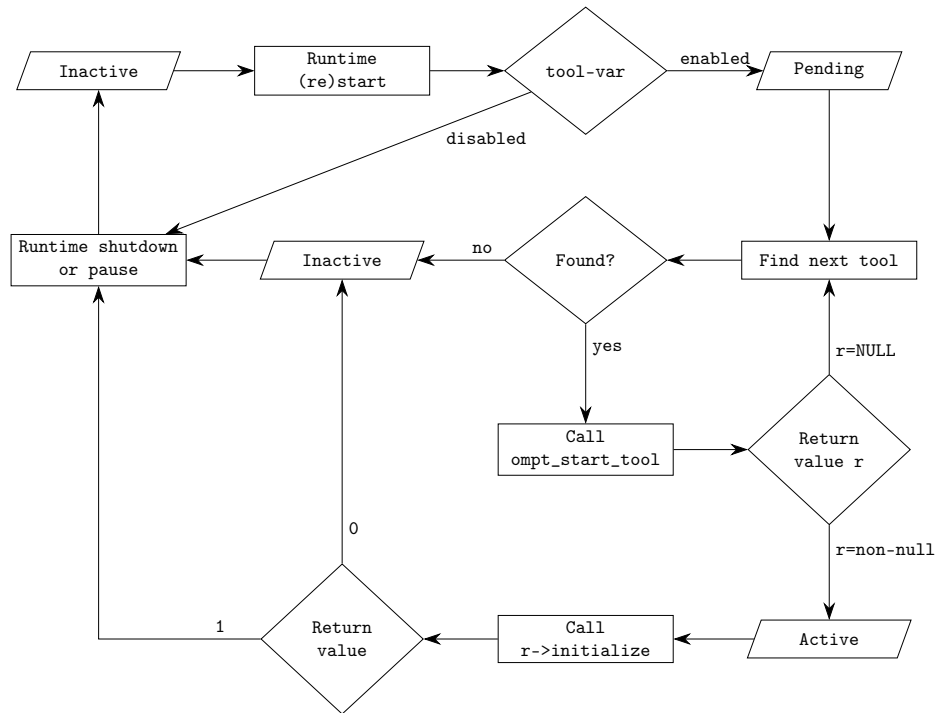 Inactive
Runtime
(re)start
tool-var
enabled
Pending
disabled
Runtime shutdown
or pause
Inactive
no
Found?
Find next tool
yes
r=NULL
Call
ompt_start_tool
Return
value r
0
r=non-null
1
Return
value
Call
r->initialize
Active